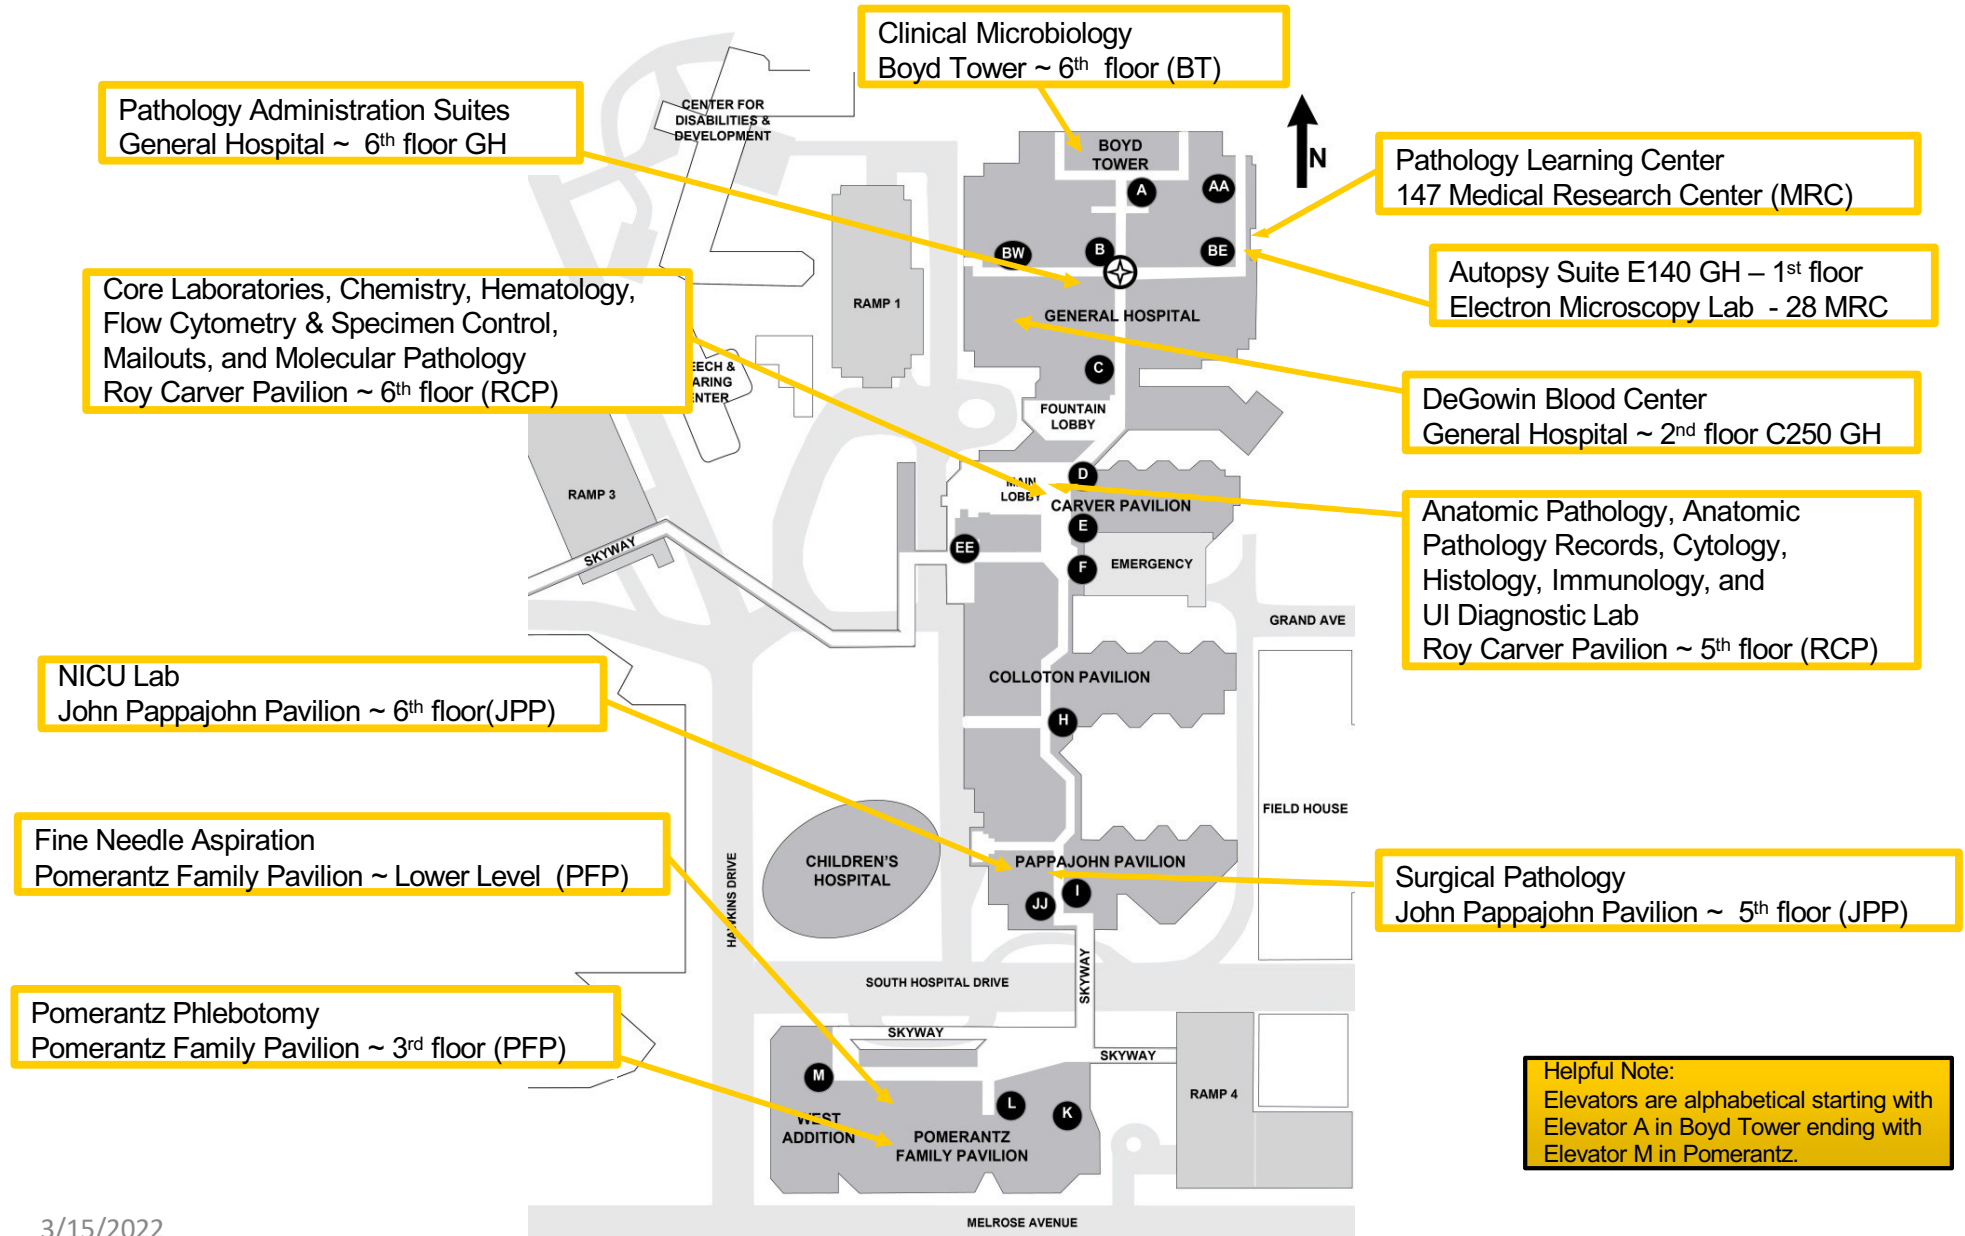 Clinical Microbiology
Boyd Tower ~ 6th floor (BT)
Pathology Administration Suites
General Hospital ~ 6th floor GH
CENTER FOR
DISABILITIES &
DEVELOPMENT
BOYD
TOWER
N
Pathology Learning Center
147 Medical Research Center (MRC)
A
AA
BW
B
BE
Autopsy Suite E140 GH – 1st floor
Electron Microscopy Lab - 28 MRC
Core Laboratories, Chemistry, Hematology,
Flow Cytometry & Specimen Control,
Mailouts, and Molecular Pathology
Roy Carver Pavilion ~ 6th floor (RCP)
RAMP 1
GENERAL HOSPITAL
EECH &
ARING
ENTER
C
FOUNTAIN
LOBBY
DeGowin Blood Center
General Hospital ~ 2nd floor C250 GH
RAMP 3
MAIN
LOBBY
D
CARVER PAVILION
E
EE
F
EMERGENCY
SKYWAY
Anatomic Pathology, Anatomic
Pathology Records, Cytology,
Histology, Immunology, and
UI Diagnostic Lab
Roy Carver Pavilion ~ 5th floor (RCP)
GRAND AVE
NICU Lab
John Pappajohn Pavilion ~ 6th floor(JPP)
COLLOTON PAVILION
H
FIELD HOUSE
Fine Needle Aspiration
Pomerantz Family Pavilion ~ Lower Level (PFP)
HAWKINS DRIVE
CHILDREN'S
HOSPITAL
PAPPAJOHN PAVILION
I
JJ
Surgical Pathology
John Pappajohn Pavilion ~ 5th floor (JPP)
SOUTH HOSPITAL DRIVE
SKYWAY
Pomerantz Phlebotomy
Pomerantz Family Pavilion ~ 3rd floor (PFP)
SKYWAY
SKYWAY
M
L
K
RAMP 4
WEST
ADDITION
POMERANTZ
FAMILY PAVILION
Helpful Note:
Elevators are alphabetical starting with
Elevator A in Boyd Tower ending with
Elevator M in Pomerantz.
MELROSE AVENUE
3/15/2022